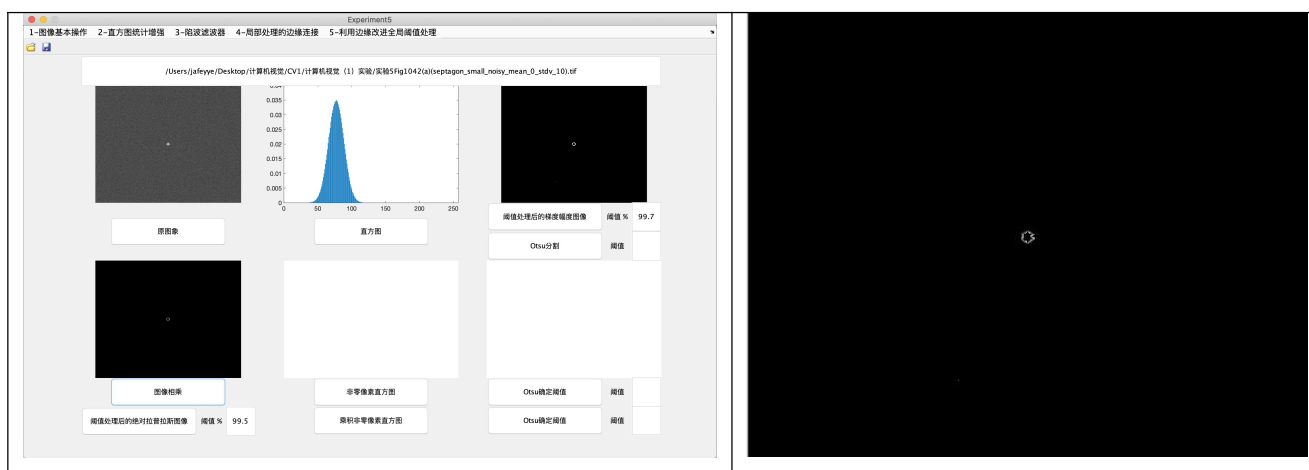 Experiment5
1-图像基本操作 2-直方图统计增强 3-陷波滤波器 4-局部处理的边缘连接 5-利用边缘改进全局阈值处理
/Users/jafeyye/Desktop/计算机视觉/CV1/计算机视觉（1）实验/实验5Fig1042(a)(septagon_small_noisy_mean_0_stdv_10).tif
0.04
0.035
0.03
0.025
0.02
0.015
0.01
0.005
0
0 50 100 150 200 250
原图象
直方图
阈值处理后的梯度幅度图像 阈值 % 99.7
Otsu分割 阈值
图像相乘
非零像素直方图
Otsu确定阈值 阈值
阈值处理后的绝对拉普拉斯图像 阈值 % 99.5
乘积非零像素直方图
Otsu确定阈值 阈值